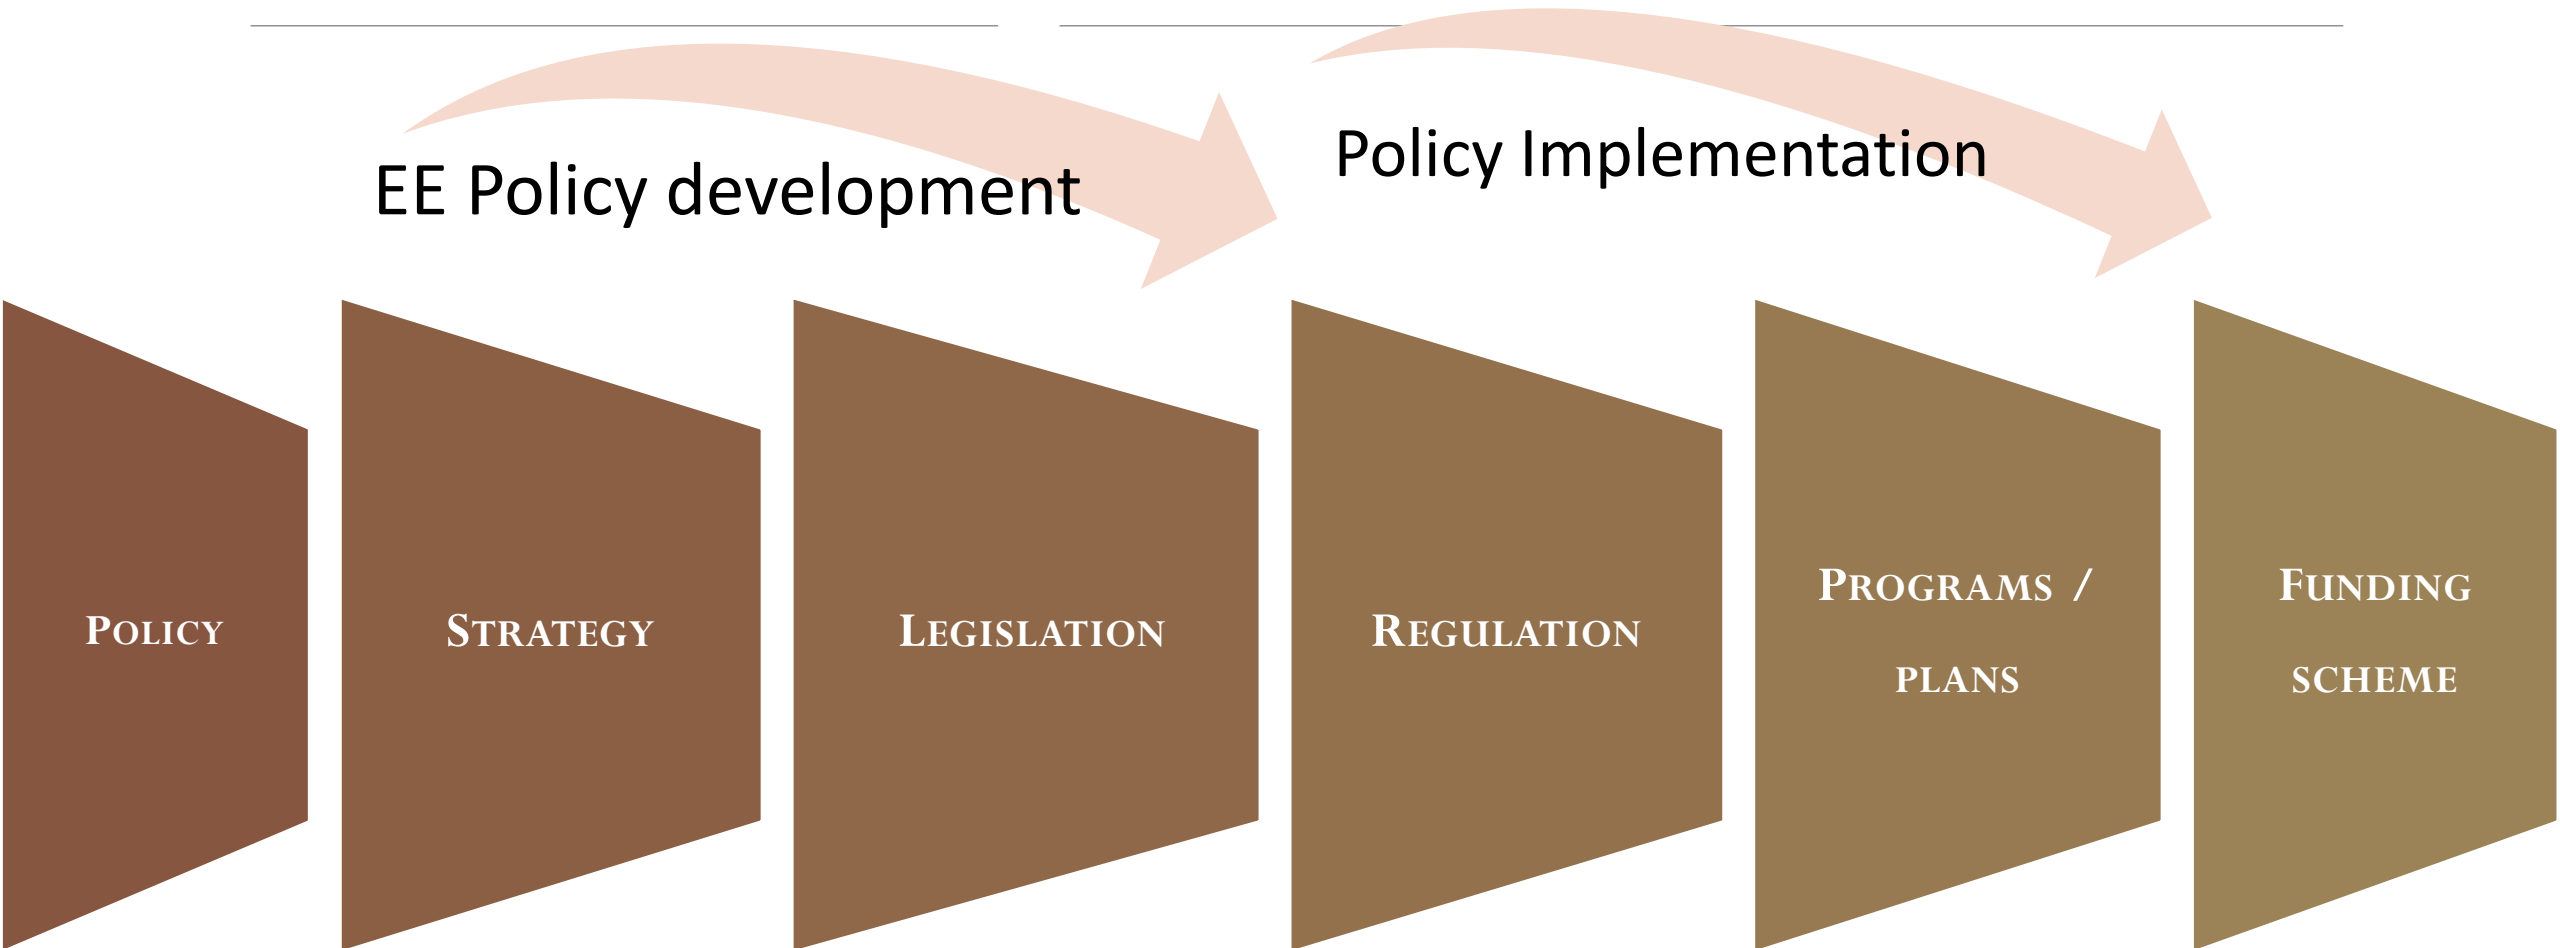 EE Policy development
Policy Implementation
POLICY
STRATEGY
LEGISLATION
REGULATION
PROGRAMS /
PLANS
FUNDING
SCHEME